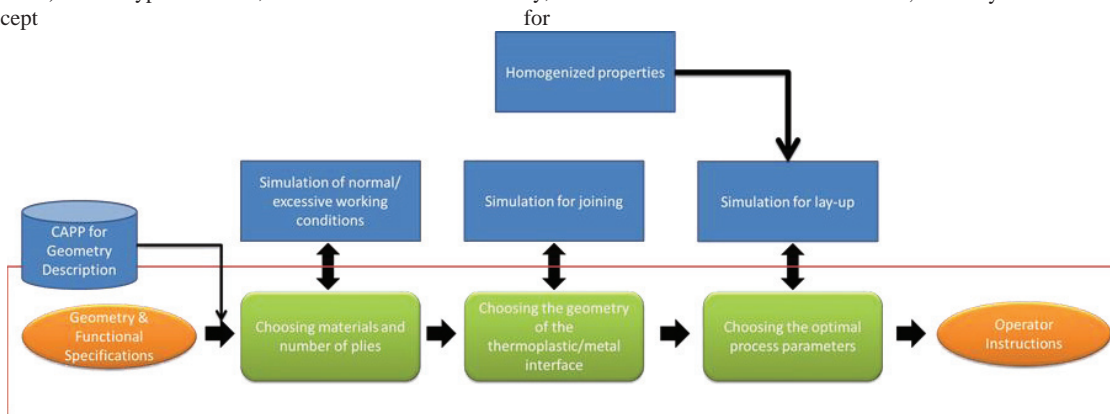 cept for
Homogenized properties
Simulation of normal/
excessive working
conditions
Simulation for joining
Simulation for lay-up
CAPP for
Geometry
Description
Geometry &
Functional
Specifications
Choosing materials and
number of plies
Choosing the geometry
of the
thermoplastic/metal
interface
Choosing the optimal
process parameters
Operator
Instructions